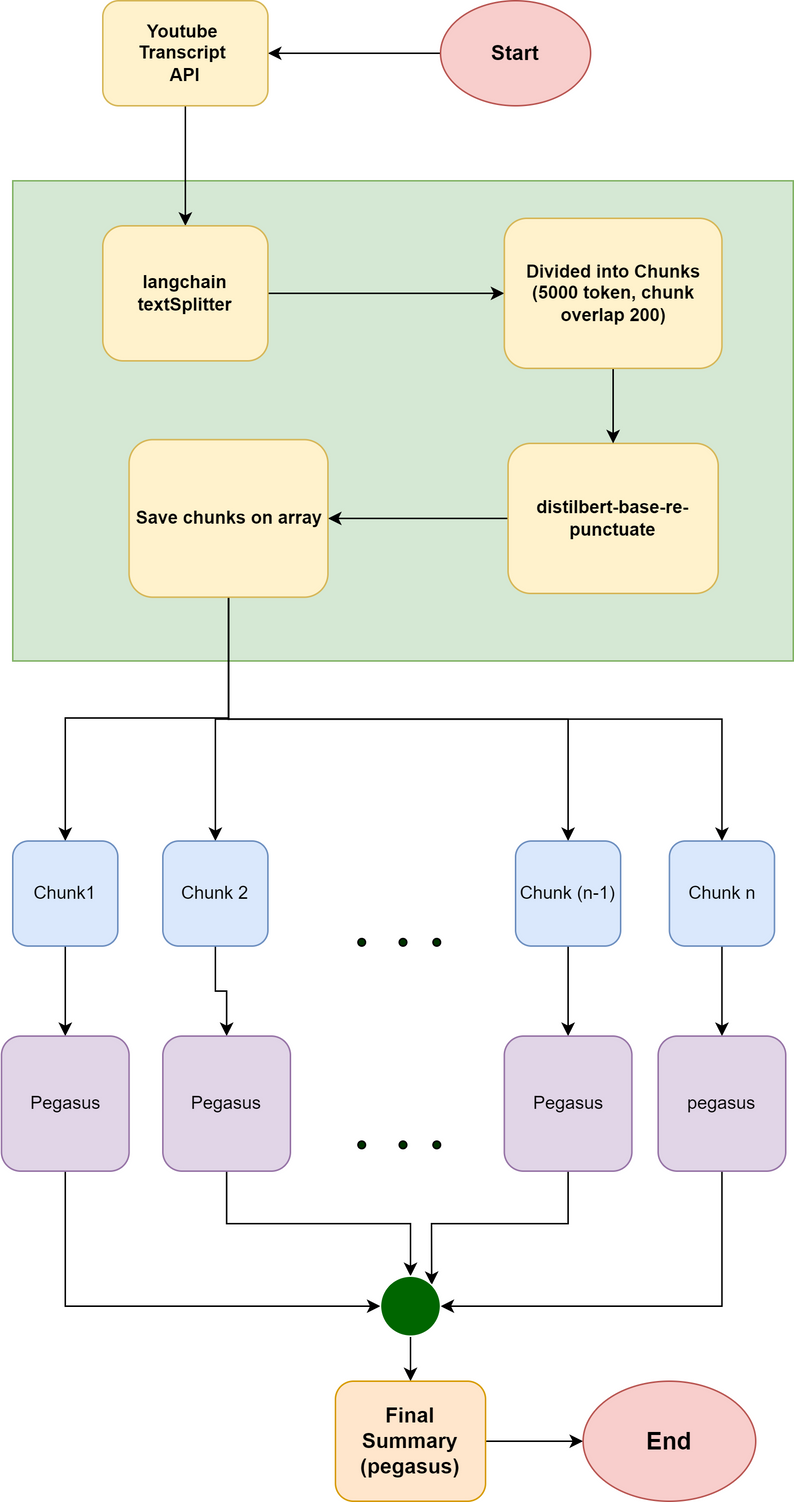 Start
Youtube
Transcript
API
langchain
textSplitter
Divided into Chunks
(5000 token, chunk
overlap 200)
distilbert-base-re-
punctuate
Save chunks on array
Chunk1
Chunk 2
Chunk (n-1)
Chunk n
Pegasus
Pegasus
Pegasus
pegasus
Final
Summary
(pegasus)
End